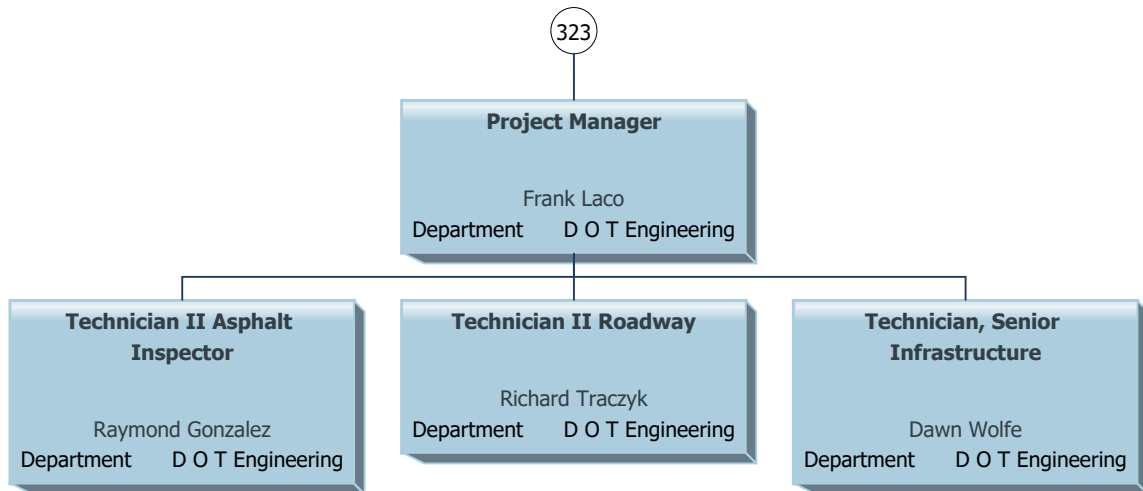 323
Project Manager
Frank Laco
Department D O T Engineering
Technician II Asphalt
Inspector
Raymond Gonzalez
Department D O T Engineering
Technician II Roadway
Richard Traczyk
Department D O T Engineering
Technician, Senior
Infrastructure
Dawn Wolfe
Department D O T Engineering